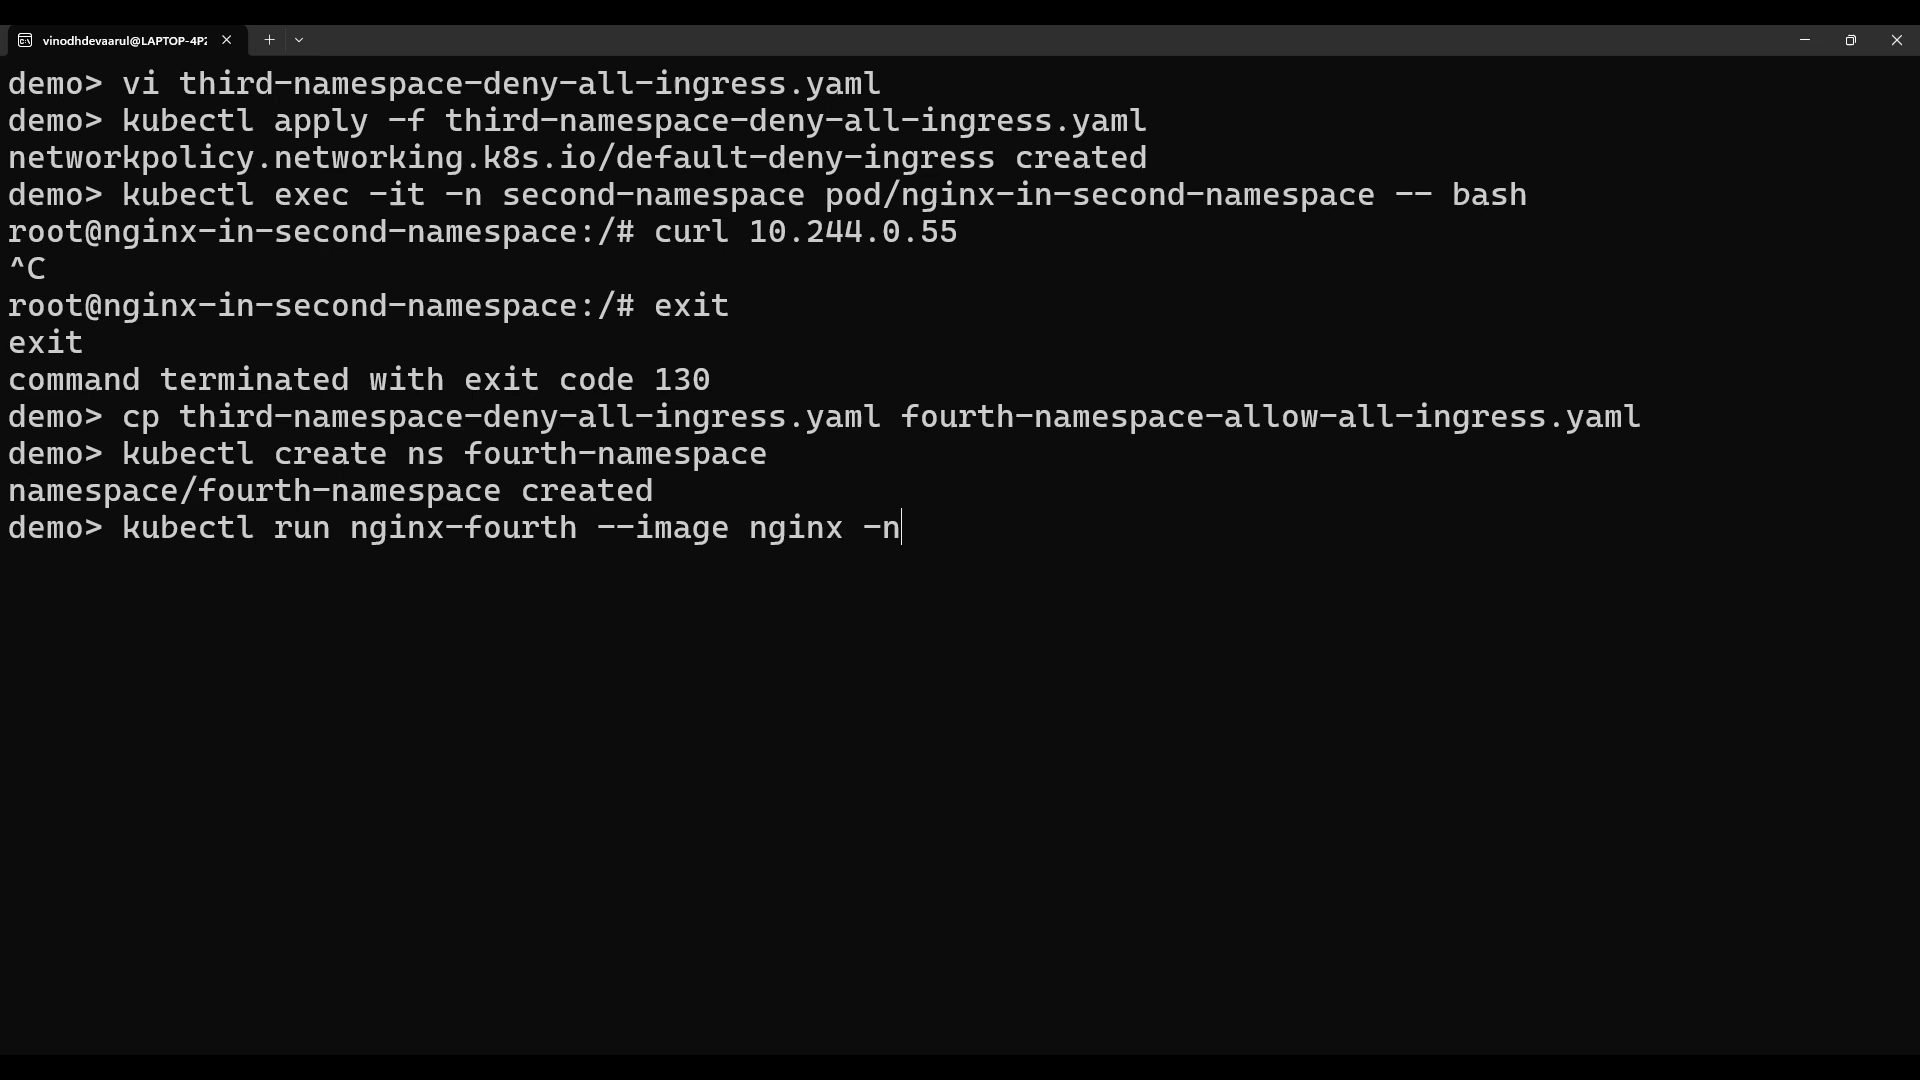 vinodhdevaarul@LAPTOP-4P2
demo> vi third-namespace-deny-all-ingress.yaml
demo> kubectl apply -f third-namespace-deny-all-ingress.yaml
networkpolicy.networking.k8s.io/default-deny-ingress created
demo> kubectl exec -it -n second-namespace pod/nginx-in-second-namespace -- bash
root@nginx-in-second-namespace:/# curl 10.244.0.55
^C
root@nginx-in-second-namespace:/# exit
exit
command terminated with exit code 130
demo> cp third-namespace-deny-all-ingress.yaml fourth-namespace-allow-all-ingress.yaml
demo> kubectl create ns fourth-namespace
namespace/fourth-namespace created
demo> kubectl run nginx-fourth --image nginx -n